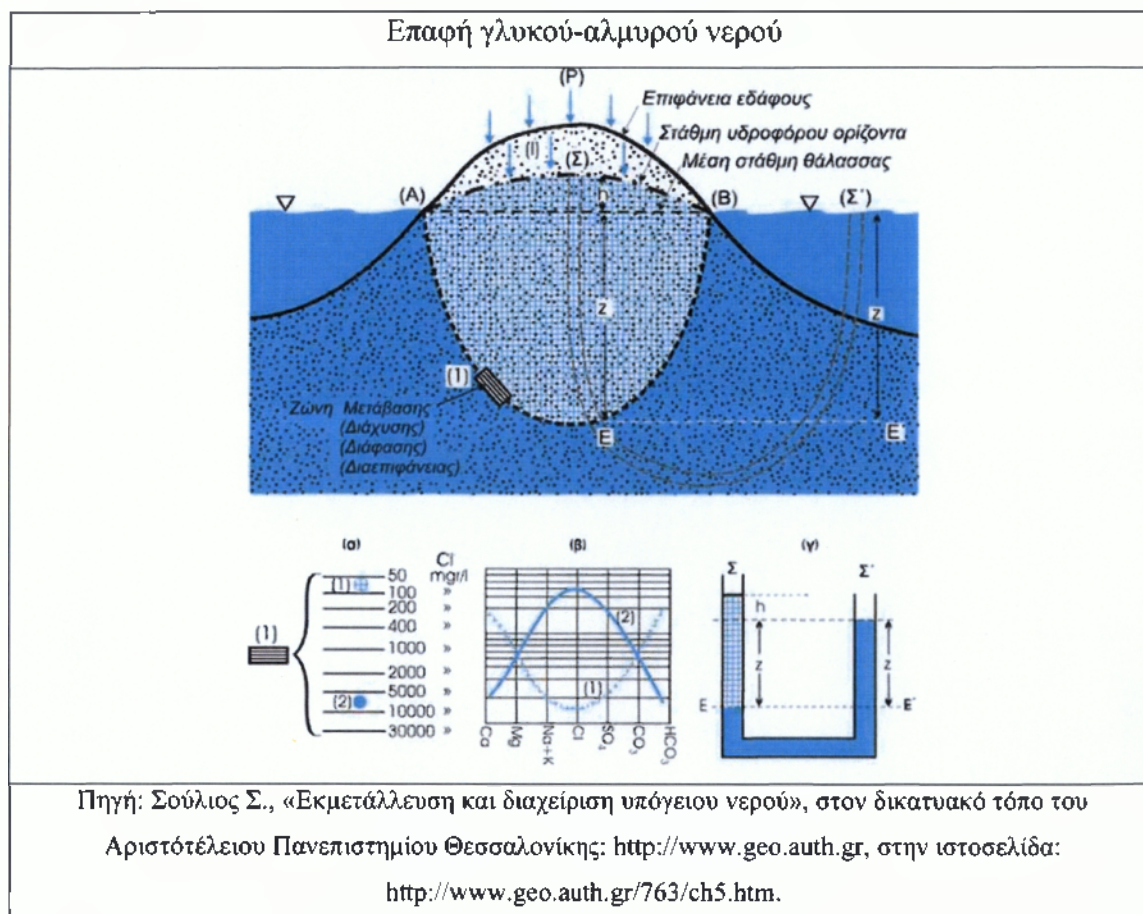 Επαφή γλυκού-αλμυρού νερού
(P)
Επιφάνεια εδάφους
Στάθμη υδροφόρου ορίζοντα
(I)
(Σ)
Μέση στάθμη θάλασσας
(A)
h
(B)
(Σ΄)
z
z
(1)
Ζώνη Μετάβασης
(Διάχυσης)
(Διάφασης)
(Διαεπιφάνειας)
E
E
(α)
Cl
mgr/l
(1)
50
(1)
100 »
200 »
400 »
1000 »
2000 »
5000 »
(2)
10000 »
30000 »
(β)
(2)
(1)
Ca
Mg
Na+K
Cl
SO4
CO3
HCO3
(γ)
Σ
Σ΄
h
z
z
E
E΄
Πηγή: Σούλιος Σ., «Εκμετάλλευση και διαχείριση υπόγειου νερού», στον δικατυακό τόπο του
Αριστότέλειου Πανεπιστημίου Θεσσαλονίκης: http://www.geo.auth.gr, στην ιστοσελίδα:
http://www.geo.auth.gr/763/ch5.htm.